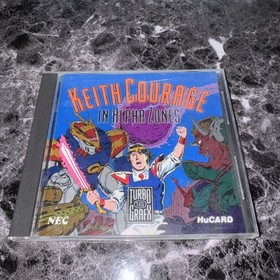 KEITH COURAGE
IN ALPHA ZONES
TURBO
GRAFX
NEC
HuCARD